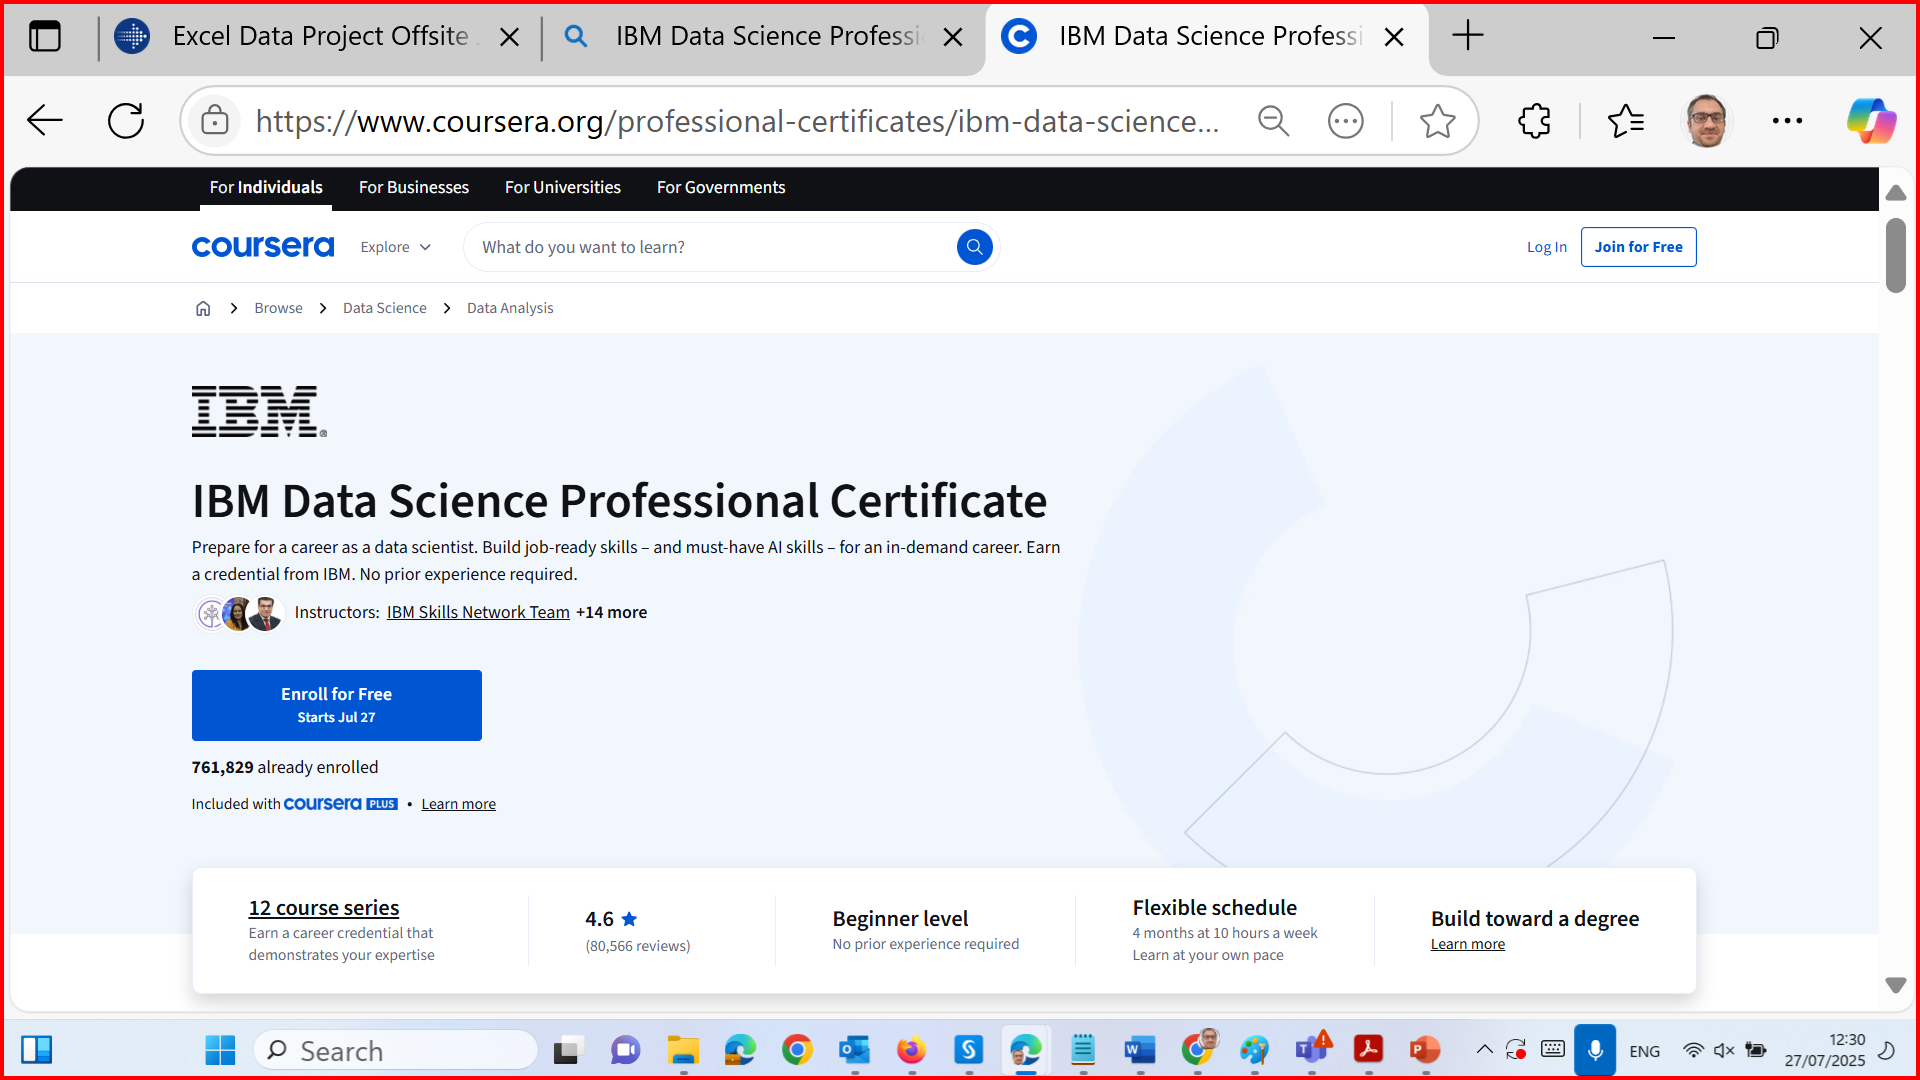 Excel Data Project Offsite
IBM Data Science Professi
IBM Data Science Professi
https://www.coursera.org/professional-certificates/ibm-data-science...
For Individuals
For Businesses
For Universities
For Governments
coursera
Explore
What do you want to learn?
Log In
Join for Free
Browse
Data Science
Data Analysis
IBM®
IBM Data Science Professional Certificate
Prepare for a career as a data scientist. Build job-ready skills – and must-have AI skills – for an in-demand career. Earn
a credential from IBM. No prior experience required.
Instructors: IBM Skills Network Team +14 more
Enroll for Free
Starts Jul 27
761,829 already enrolled
Included with coursera PLUS • Learn more
12 course series
Earn a career credential that
demonstrates your expertise
4.6
(80,566 reviews)
Beginner level
No prior experience required
Flexible schedule
4 months at 10 hours a week
Learn at your own pace
Build toward a degree
Learn more
Search
ENG
12:30
27/07/2025